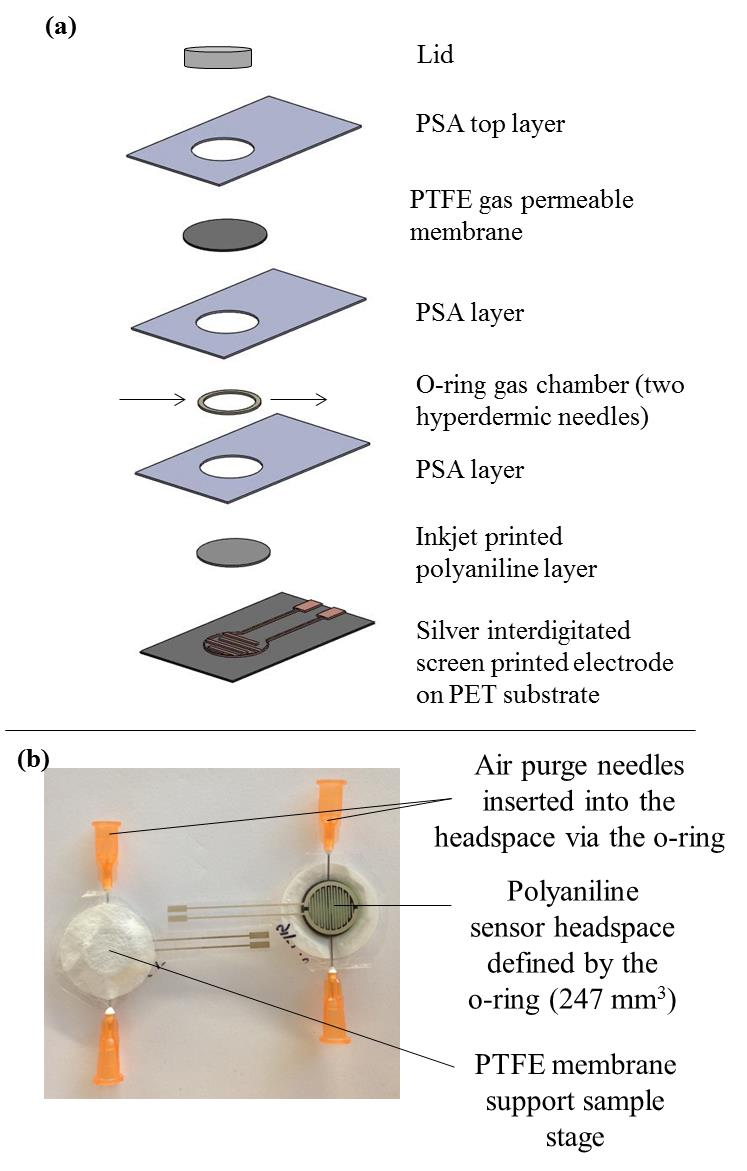 (a)
Lid
PSA top layer
PTFE gas permeable
membrane
PSA layer
O-ring gas chamber (two
hyperdermic needles)
PSA layer
Inkjet printed
polyaniline layer
Silver interdigitated
screen printed electrode
on PET substrate
(b)
Air purge needles
inserted into the
headspace via the o-ring
Polyaniline
sensor headspace
defined by the
o-ring (247 mm³)
PTFE membrane
support sample
stage